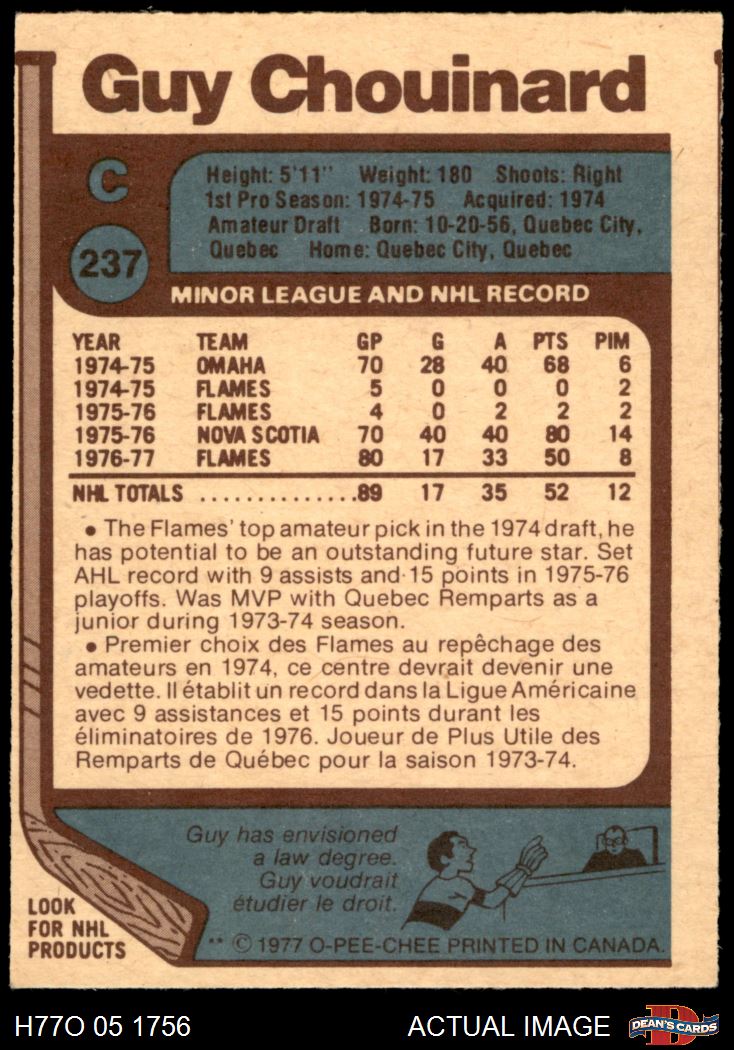 Guy Chouinard
C
237
Height: 5'11" Weight: 180 Shoots: Right
1st Pro Season: 1974-75 Acquired: 1974
Amateur Draft Born: 10-20-56, Quebec City,
Quebec Home: Quebec City, Quebec
MINOR LEAGUE AND NHL RECORD
YEAR TEAM GP G A PTS PIM
1974-75 OMAHA 70 28 40 68 6
1974-75 FLAMES 5 0 0 0 2
1975-76 FLAMES 4 0 2 2 2
1975-76 NOVA SCOTIA 70 40 40 80 14
1976-77 FLAMES 80 17 33 50 8
NHL TOTALS ..............89 17 35 52 12
• The Flames' top amateur pick in the 1974 draft, he
has potential to be an outstanding future star. Set
AHL record with 9 assists and 15 points in 1975-76
playoffs. Was MVP with Quebec Remparts as a
junior during 1973-74 season.
• Premier choix des Flames au repêchage des
amateurs en 1974, ce centre devrait devenir une
vedette. Il établit un record dans la Ligue Américaine
avec 9 assistances et 15 points durant les
éliminatoires de 1976. Joueur de Plus Utile des
Remparts de Québec pour la saison 1973-74.
Guy has envisioned
a law degree.
Guy voudrait
étudier le droit.
LOOK
FOR NHL
PRODUCTS
** © 1977 O-PEE-CHEE PRINTED IN CANADA.
H77O 05 1756 ACTUAL IMAGE DEAN'S CARDS